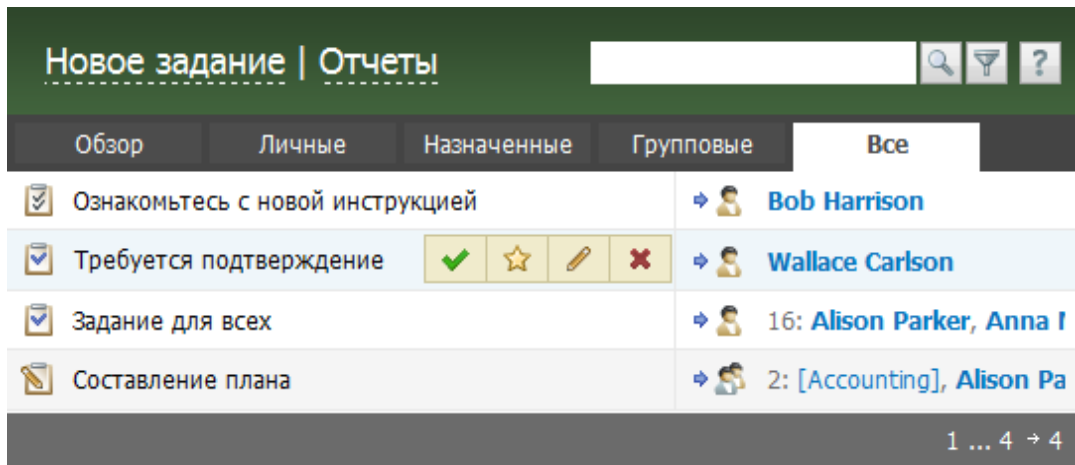 Новое задание | Отчеты
?
Обзор Личные Назначенные Групповые Все
Ознакомьтесь с новой инструкцией Bob Harrison
Требуется подтверждение Wallace Carlson
Задание для всех 16: Alison Parker, Anna
Составление плана 2: [Accounting], Alison Pa
1 ... 4 → 4